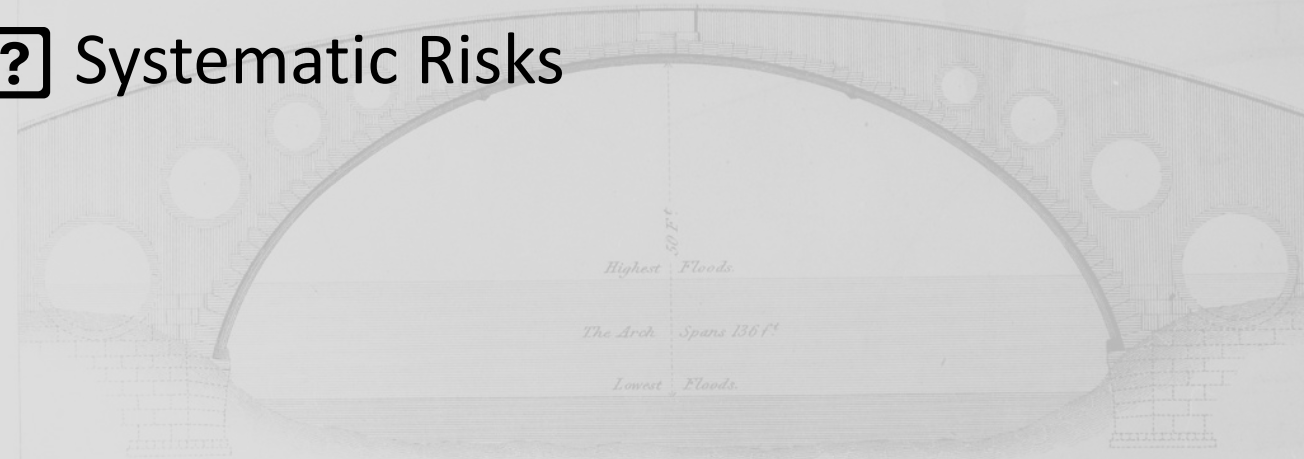 ? Systematic Risks
50 Ft
Highest Floods.
The Arch Spans 136 ft.
Lowest Floods.